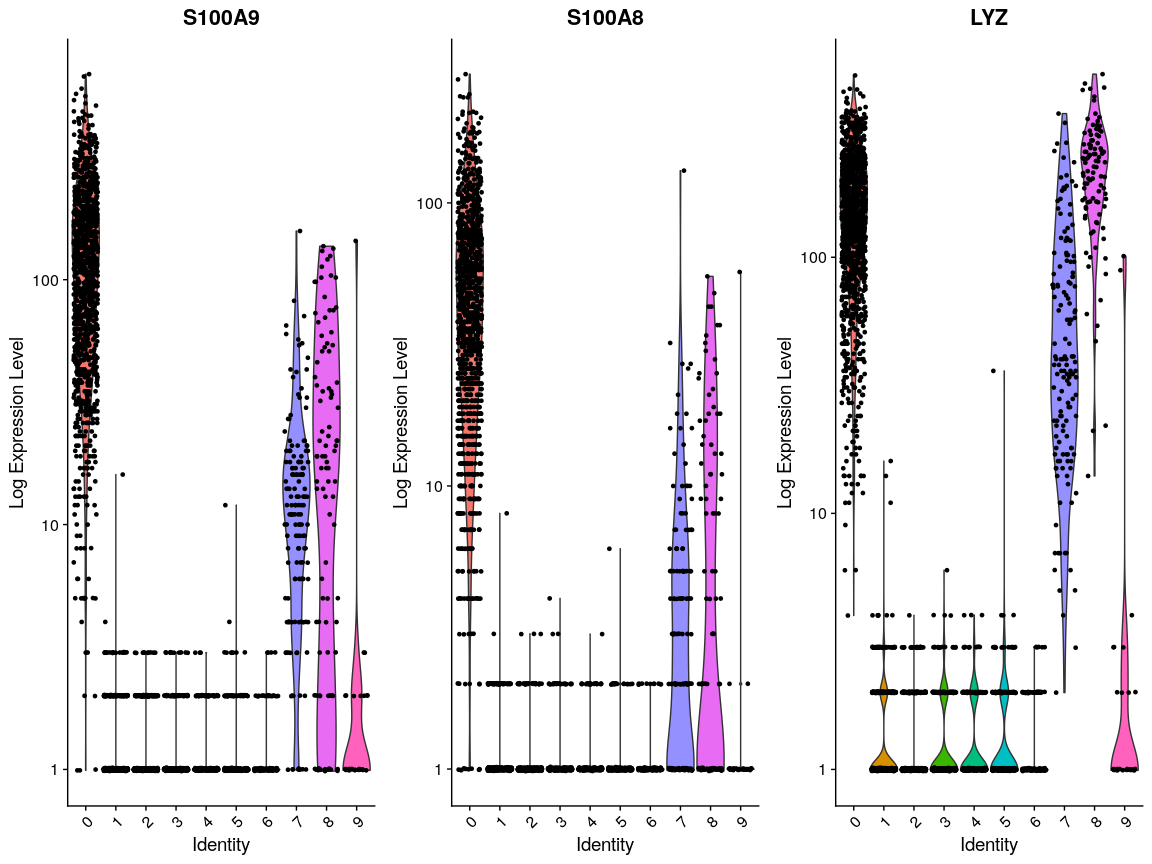 S100A9
Log Expression Level
100
10
1
0 1 2 3 4 5 6 7 8 9
Identity
S100A8
Log Expression Level
100
10
1
0 1 2 3 4 5 6 7 8 9
Identity
LYZ
Log Expression Level
100
10
1
0 1 2 3 4 5 6 7 8 9
Identity